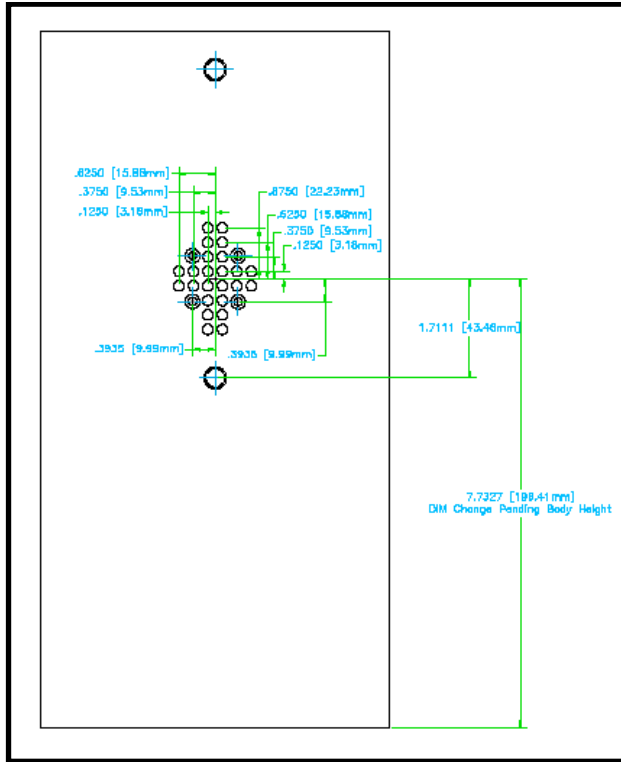 .6250 [15.88mm]
.3750 [9.53mm]
.1250 [3.18mm]
.8750 [22.23mm]
.6250 [15.88mm]
.3750 [9.53mm]
.1250 [3.18mm]
.3935 [9.99mm]
.3935 [9.99mm]
1.7111 [43.46mm]
7.7327 [196.41mm]
DIM Change Pending Body Height